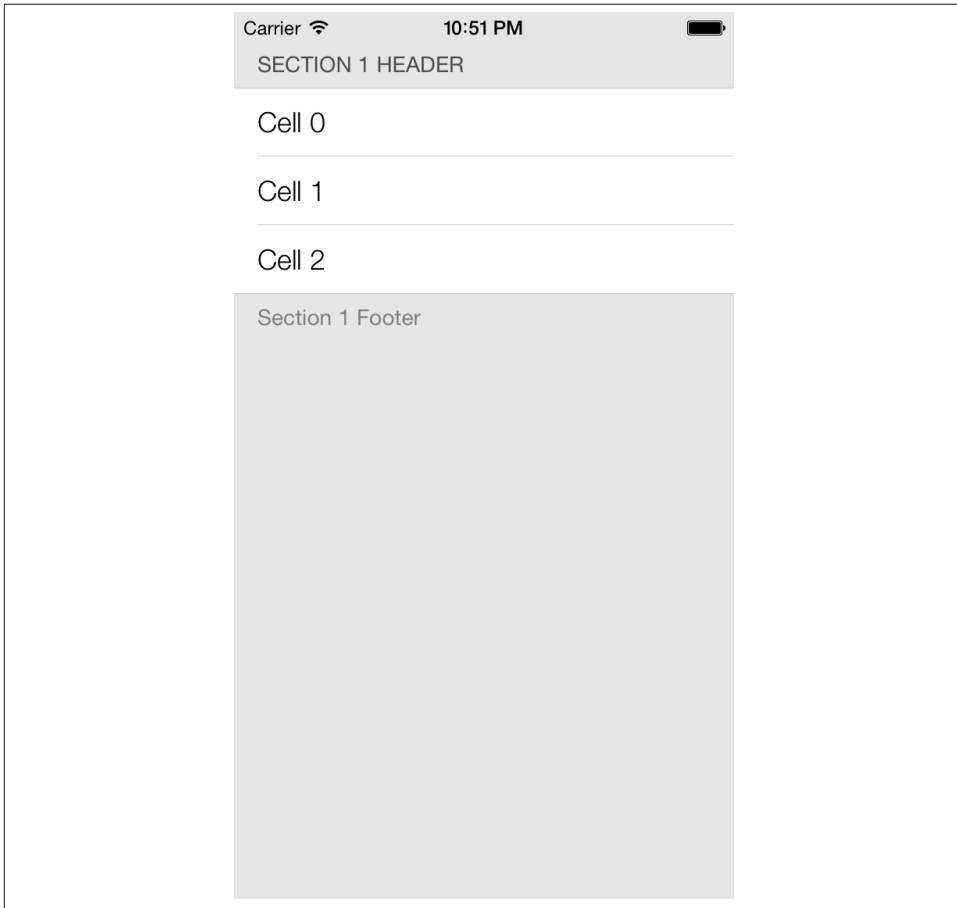 Carrier 10:51 PM
SECTION 1 HEADER
Cell 0
Cell 1
Cell 2
Section 1 Footer